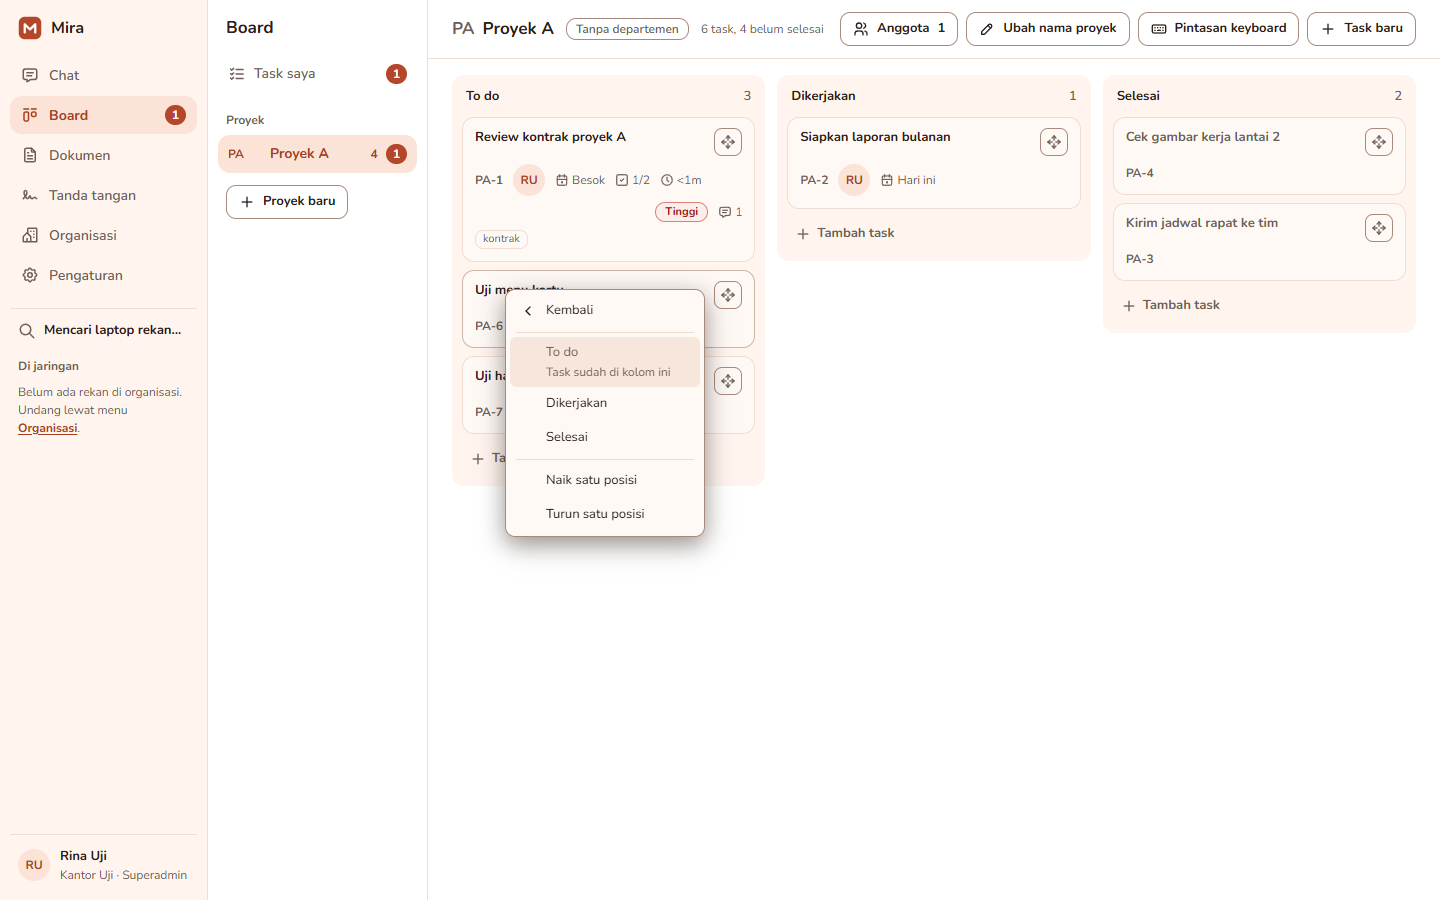 Mira
Chat
Board 1
Dokumen
Tanda tangan
Organisasi
Pengaturan
Mencari laptop rekan...
Di jaringan
Belum ada rekan di organisasi.
Undang lewat menu
Organisasi.
RU
Rina Uji
Kantor Uji · Superadmin
Board
Task saya 1
Proyek
PA Proyek A 4 1
Proyek baru
PA Proyek A Tanpa departemen 6 task, 4 belum selesai
Anggota 1
Ubah nama proyek
Pintasan keyboard
Task baru
To do 3
Review kontrak proyek A
PA-1 RU Besok 1/2 <1m
Tinggi 1
kontrak
Uji menu kartu
PA-6
Uji
PA-7
Kembali
To do
Task sudah di kolom ini
Dikerjakan
Selesai
Naik satu posisi
Turun satu posisi
Dikerjakan 1
Siapkan laporan bulanan
PA-2 RU Hari ini
Tambah task
Selesai 2
Cek gambar kerja lantai 2
PA-4
Kirim jadwal rapat ke tim
PA-3
Tambah task